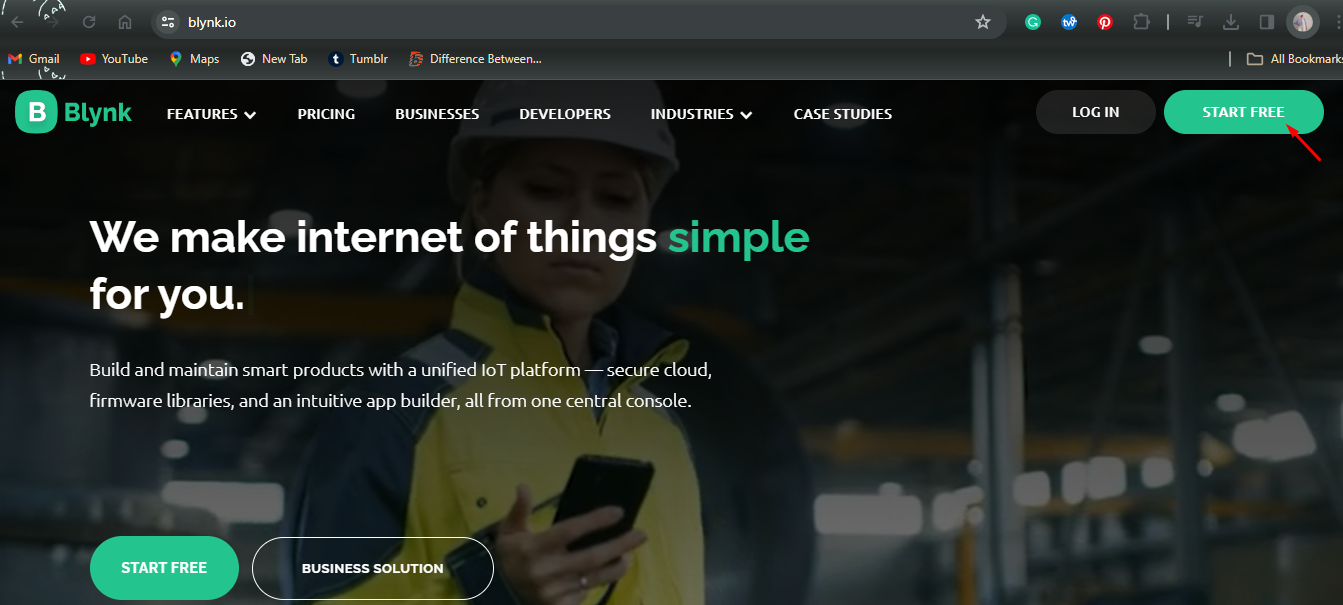 blynk.io
Gmail YouTube Maps New Tab Tumblr Difference Between... All Bookmarks
B Blynk FEATURES PRICING BUSINESSES DEVELOPERS INDUSTRIES CASE STUDIES LOG IN START FREE
We make internet of things simple
for you.
Build and maintain smart products with a unified IoT platform — secure cloud,
firmware libraries, and an intuitive app builder, all from one central console.
START FREE BUSINESS SOLUTION